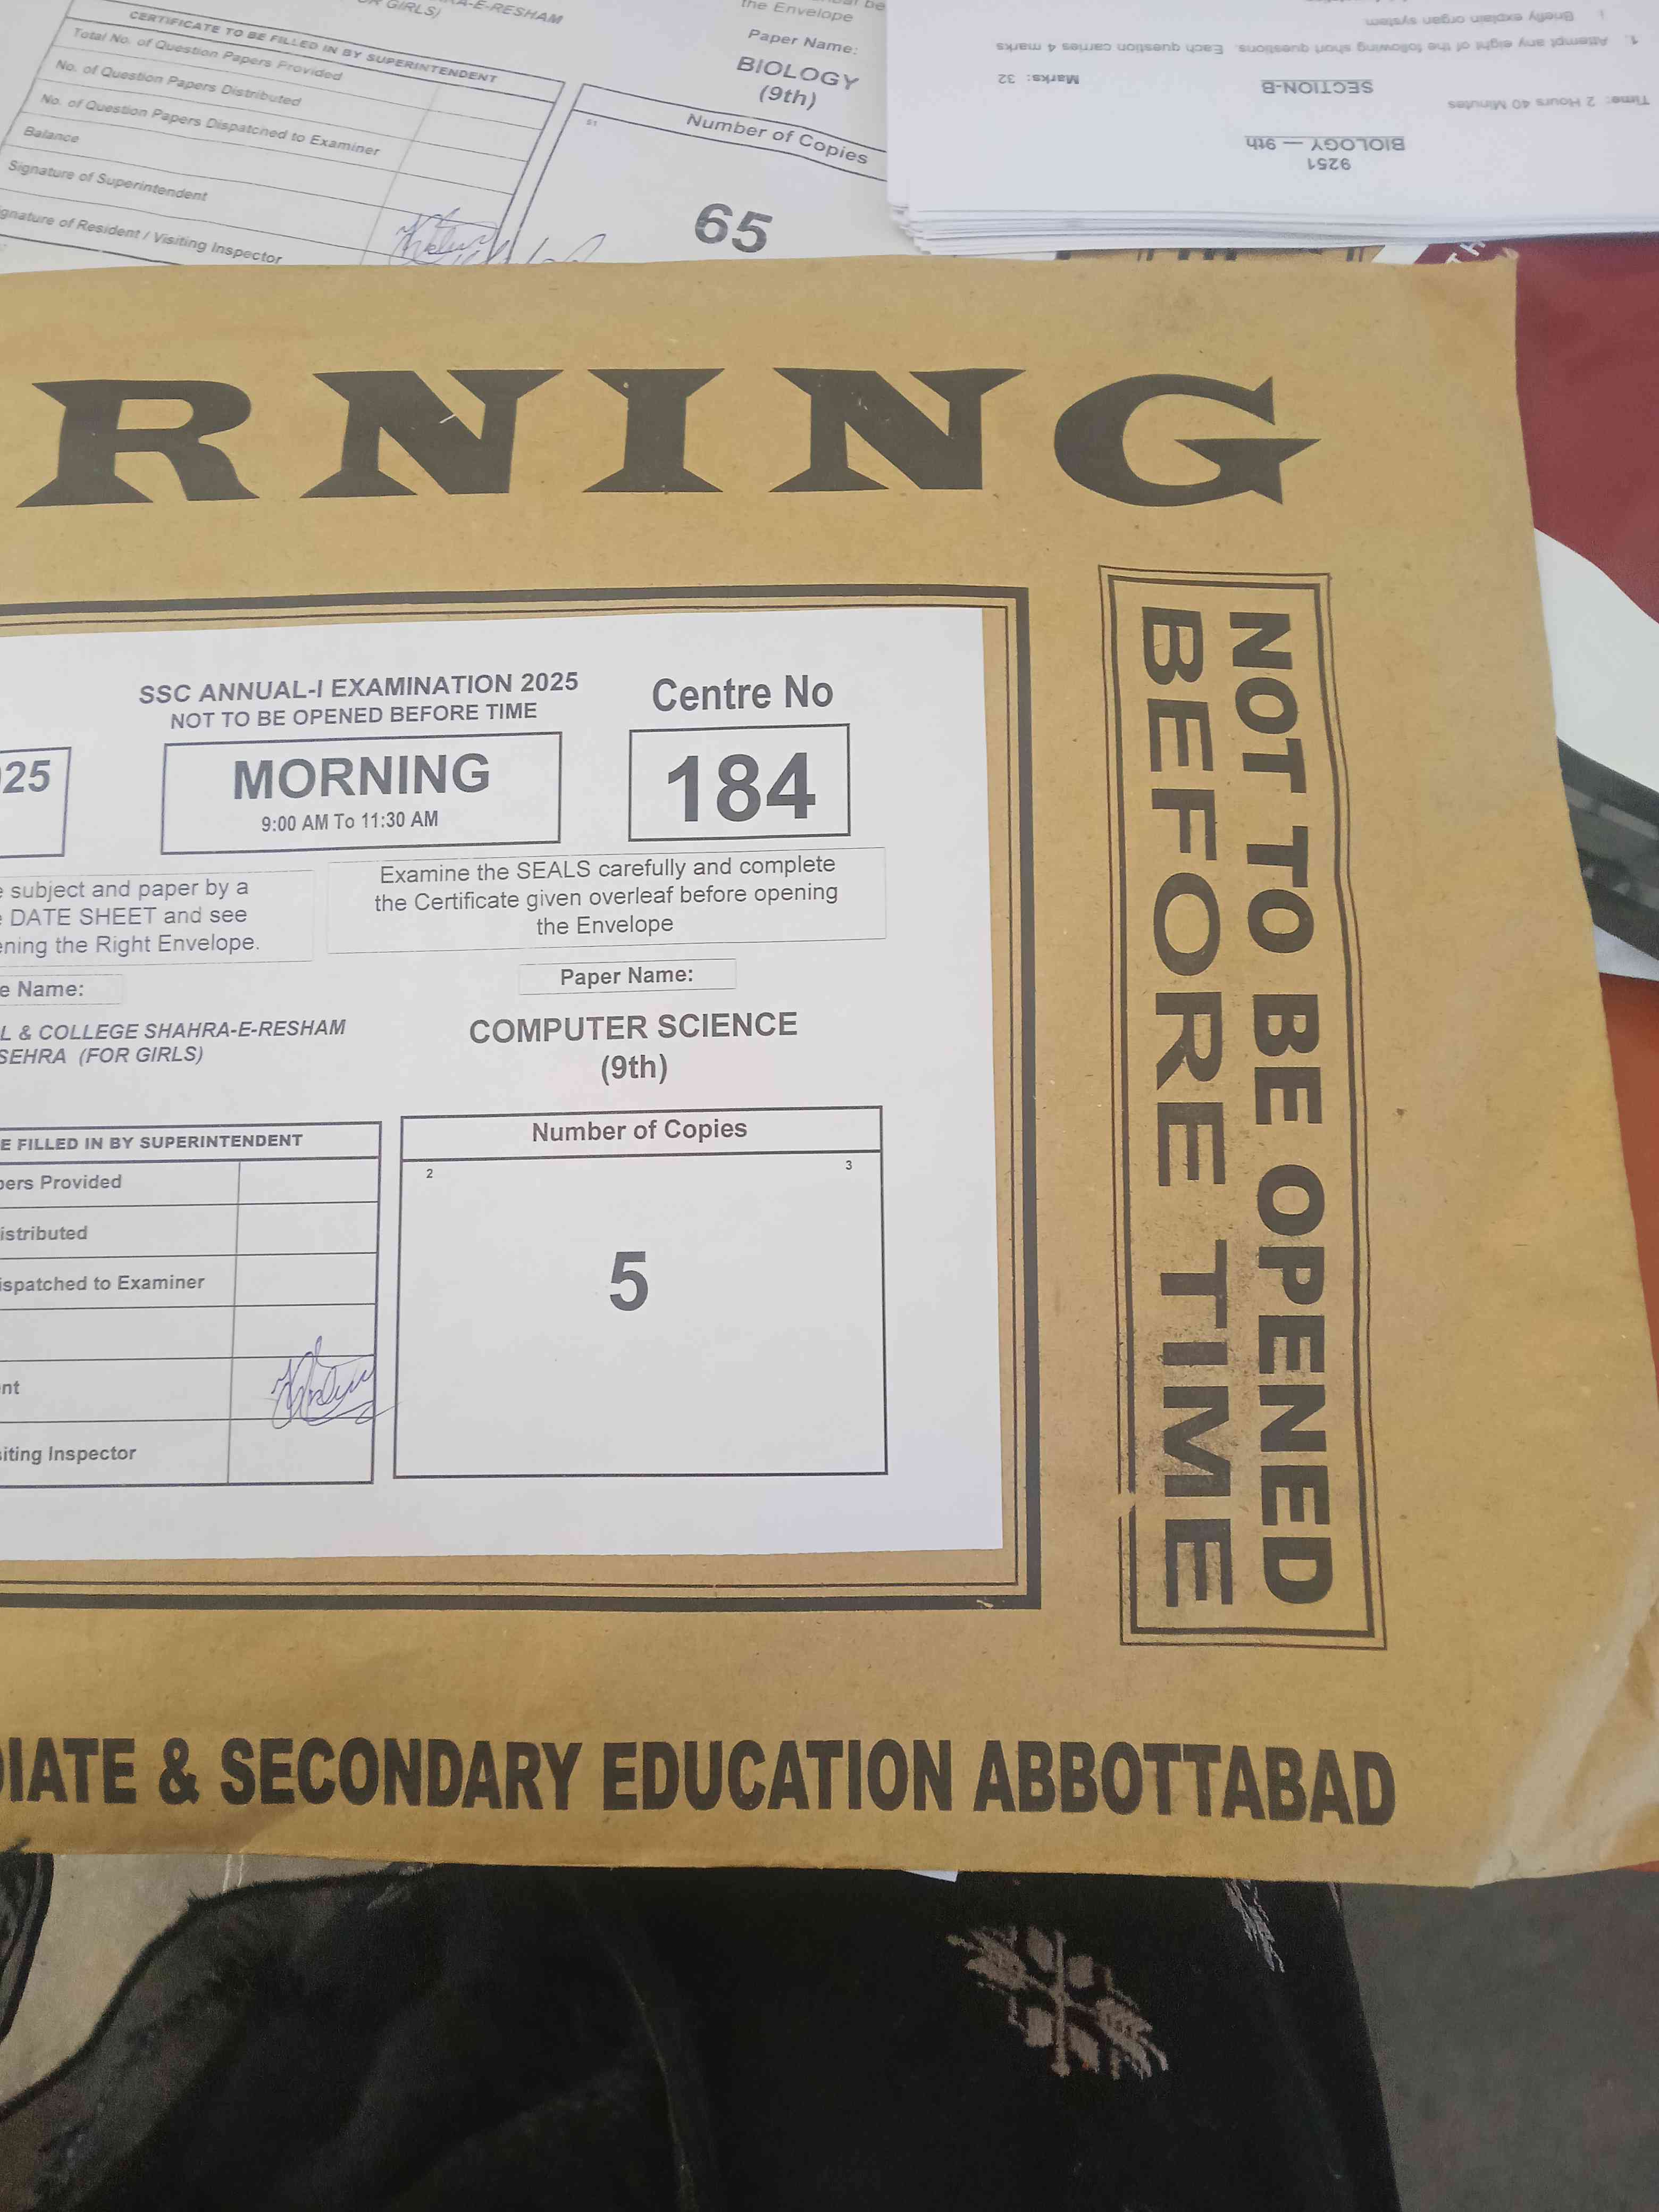 OR GIRLS)
A-E-RESHAM
CERTIFICATE TO BE FILLED IN BY SUPERINTENDENT
Total No. of Question Papers Provided
No. of Question Papers Distributed
No. of Question Papers Dispatched to Examiner
Balance
Signature of Superintendent
gnature of Resident / Visiting Inspector
the Envelope
Paper Name:
BIOLOGY
(9th)
Number of Copies
51
65
9251
BIOLOGY — 9th
Time: 2 Hours 40 Minutes
SECTION-B
Marks: 32
1. Attempt any eight of the following short questions. Each question carries 4 marks
i Briefly explain organ system
TH
RNING
SSC ANNUAL-I EXAMINATION 2025
NOT TO BE OPENED BEFORE TIME
Centre No
25
MORNING
9:00 AM To 11:30 AM
184
subject and paper by a
DATE SHEET and see
ening the Right Envelope.
Examine the SEALS carefully and complete
the Certificate given overleaf before opening
the Envelope
e Name:
Paper Name:
L & COLLEGE SHAHRA-E-RESHAM
SEHRA (FOR GIRLS)
COMPUTER SCIENCE
(9th)
E FILLED IN BY SUPERINTENDENT
pers Provided
istributed
ispatched to Examiner
nt
siting Inspector
Number of Copies
2 3
5
NOT TO BE OPENED
BEFORE TIME
DIATE & SECONDARY EDUCATION ABBOTTABAD